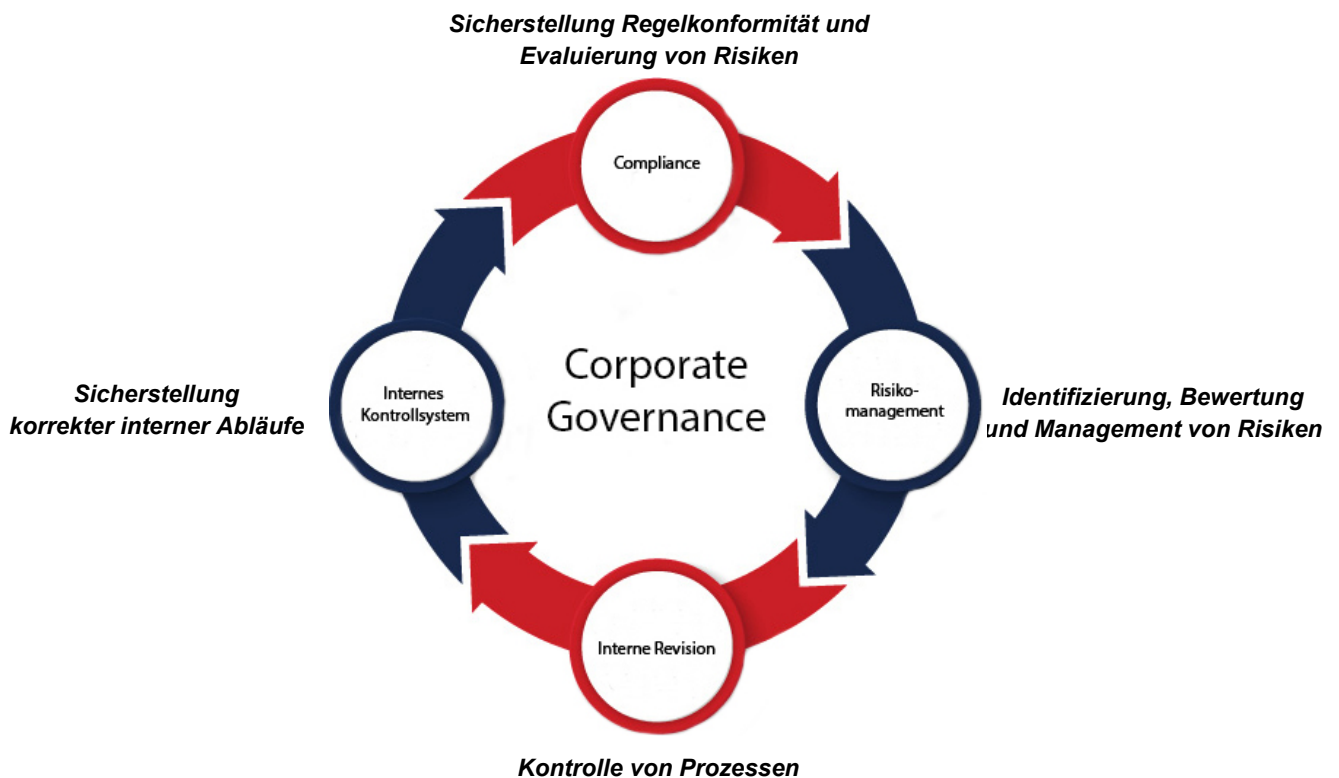 Sicherstellung Regelkonformität und
Evaluierung von Risiken
Compliance
Corporate
Governance
Internes
Kontrollsystem
Sicherstellung
korrekter interner Abläufe
Risiko-
management
Identifizierung, Bewertung
und Management von Risiken
Interne Revision
Kontrolle von Prozessen